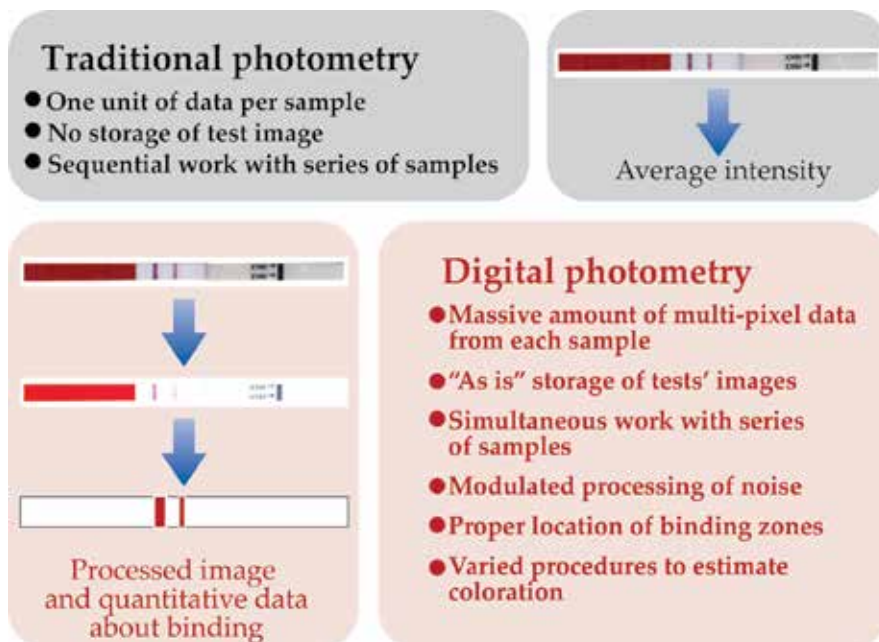 Traditional photometry
● One unit of data per sample
● No storage of test image
● Sequential work with series of samples
Average intensity
Processed image
and quantitative data
about binding
Digital photometry
● Massive amount of multi-pixel data
from each sample
● “As is” storage of tests’ images
● Simultaneous work with series
of samples
● Modulated processing of noise
● Proper location of binding zones
● Varied procedures to estimate
coloration